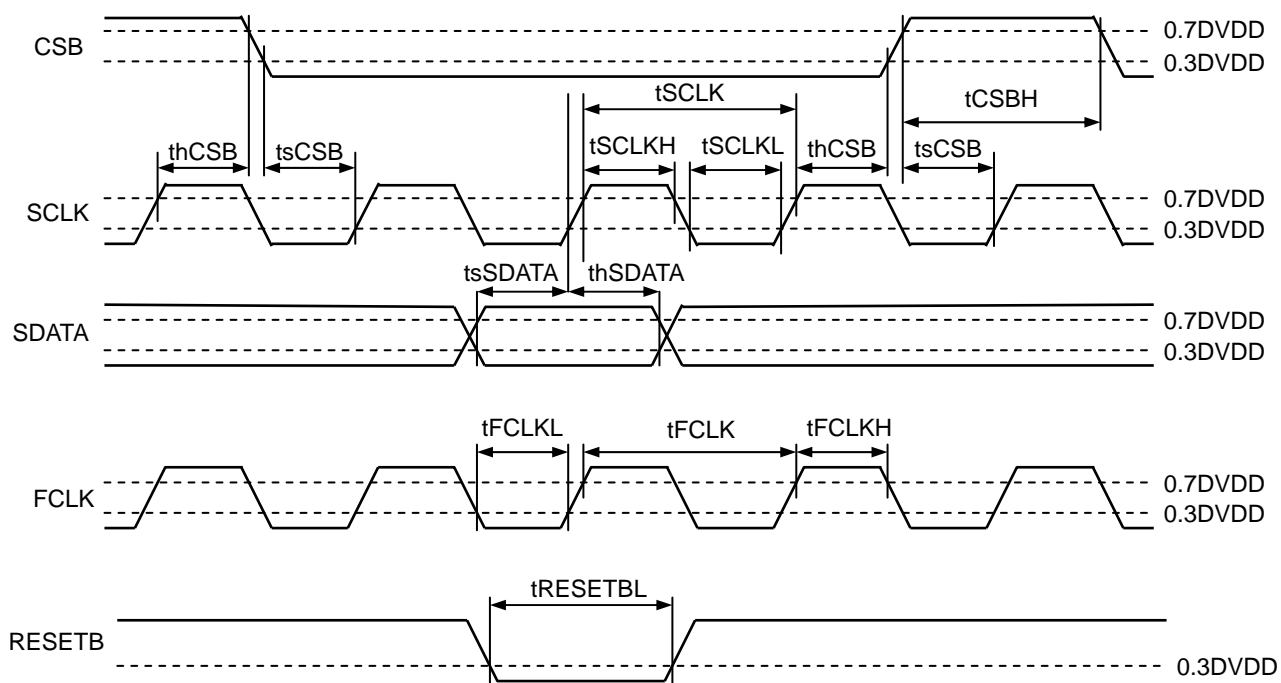 CSB
0.7DVDD
0.3DVDD
tSCLK
tCSBH
thCSB
tsCSB
tSCLKH
tSCLKL
thCSB
tsCSB
SCLK
0.7DVDD
0.3DVDD
tsSDATA
thSDATA
SDATA
0.7DVDD
0.3DVDD
tFCLKL
tFCLK
tFCLKH
FCLK
0.7DVDD
0.3DVDD
tRESETBL
RESETB
0.3DVDD